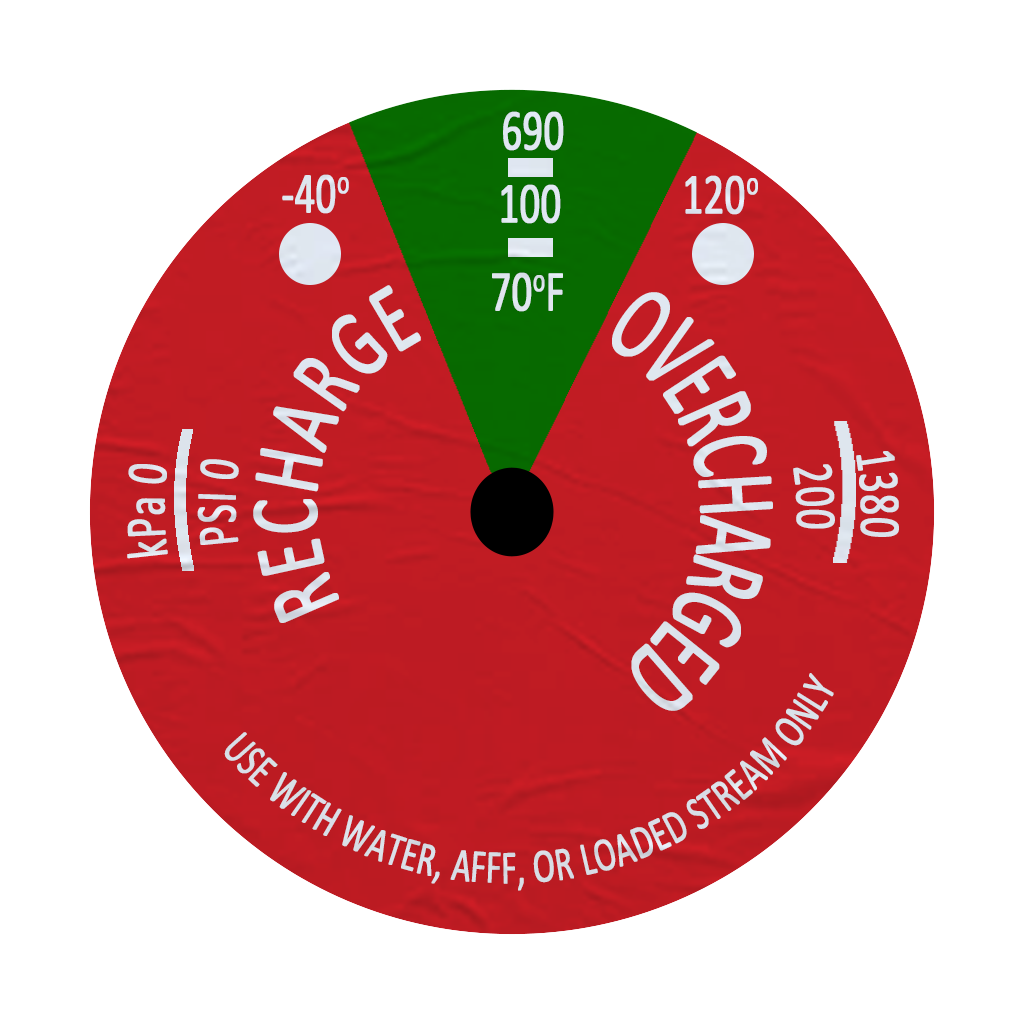 690
100
70ºF
-40º
120º
RECHARGE
OVERCHARGED
kPa 0
PSI 0
200
1380
USE WITH WATER, AFFF, OR LOADED STREAM ONLY